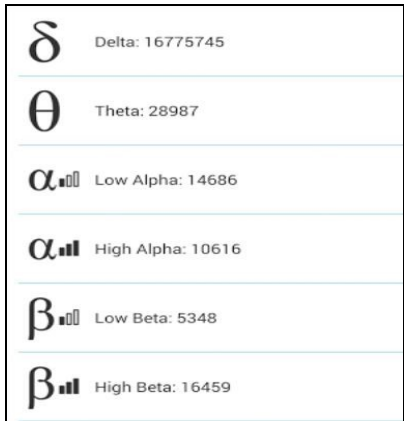 δ Delta: 16775745
θ Theta: 28987
α Low Alpha: 14686
α High Alpha: 10616
β Low Beta: 5348
β High Beta: 16459